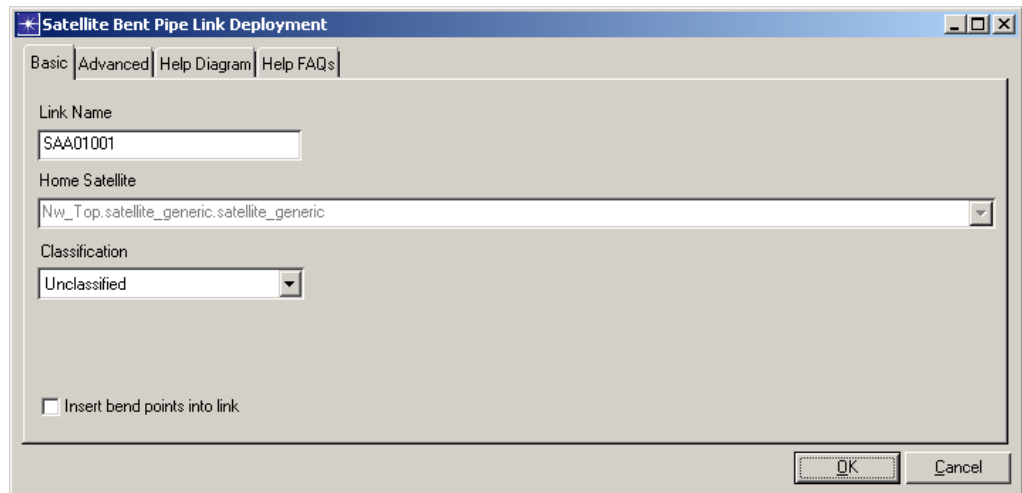 Satellite Bent Pipe Link Deployment
Basic Advanced Help Diagram Help FAQs
Link Name
SAA01001
Home Satellite
Nw_Top.satellite_generic.satellite_generic
Classification
Unclassified
Insert bend points into link
OK Cancel